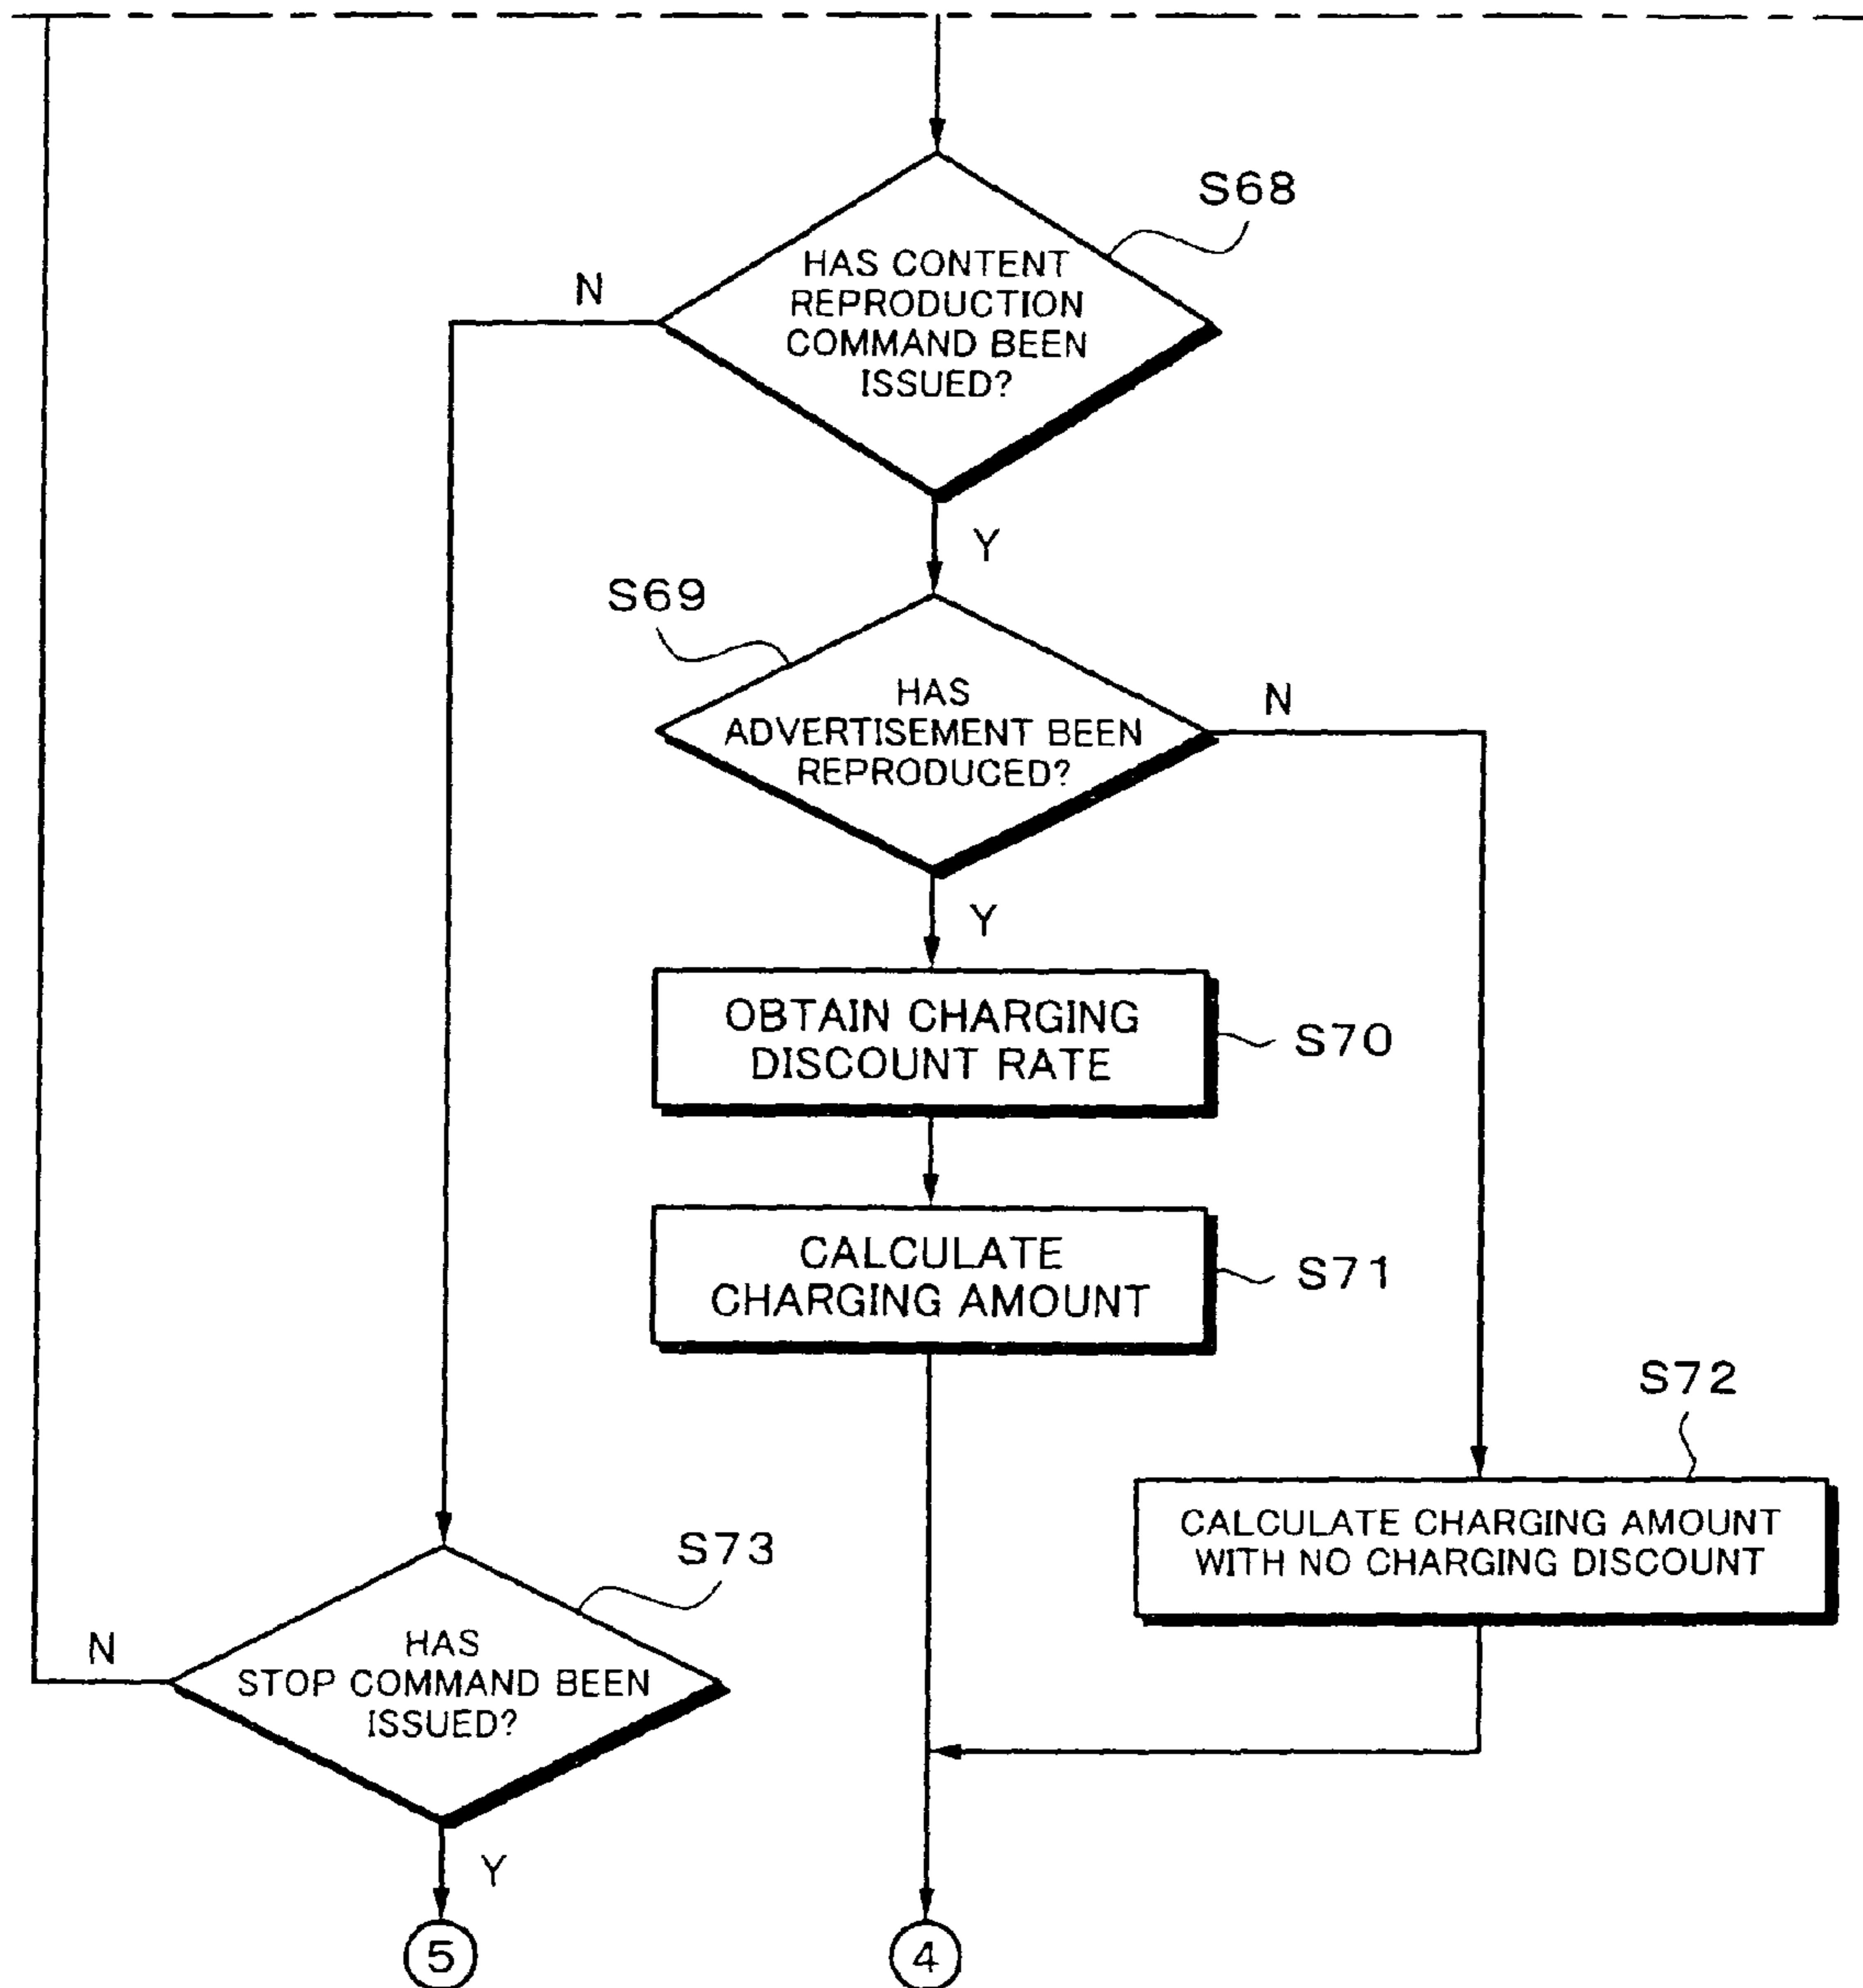 S68
HAS CONTENT
REPRODUCTION
COMMAND BEEN
ISSUED?
N
Y
S69
HAS
ADVERTISEMENT BEEN
REPRODUCED?
N
Y
OBTAIN CHARGING
DISCOUNT RATE
S70
CALCULATE
CHARGING AMOUNT
S71
S72
CALCULATE CHARGING AMOUNT
WITH NO CHARGING DISCOUNT
S73
HAS
STOP COMMAND BEEN
ISSUED?
N
Y
5
4